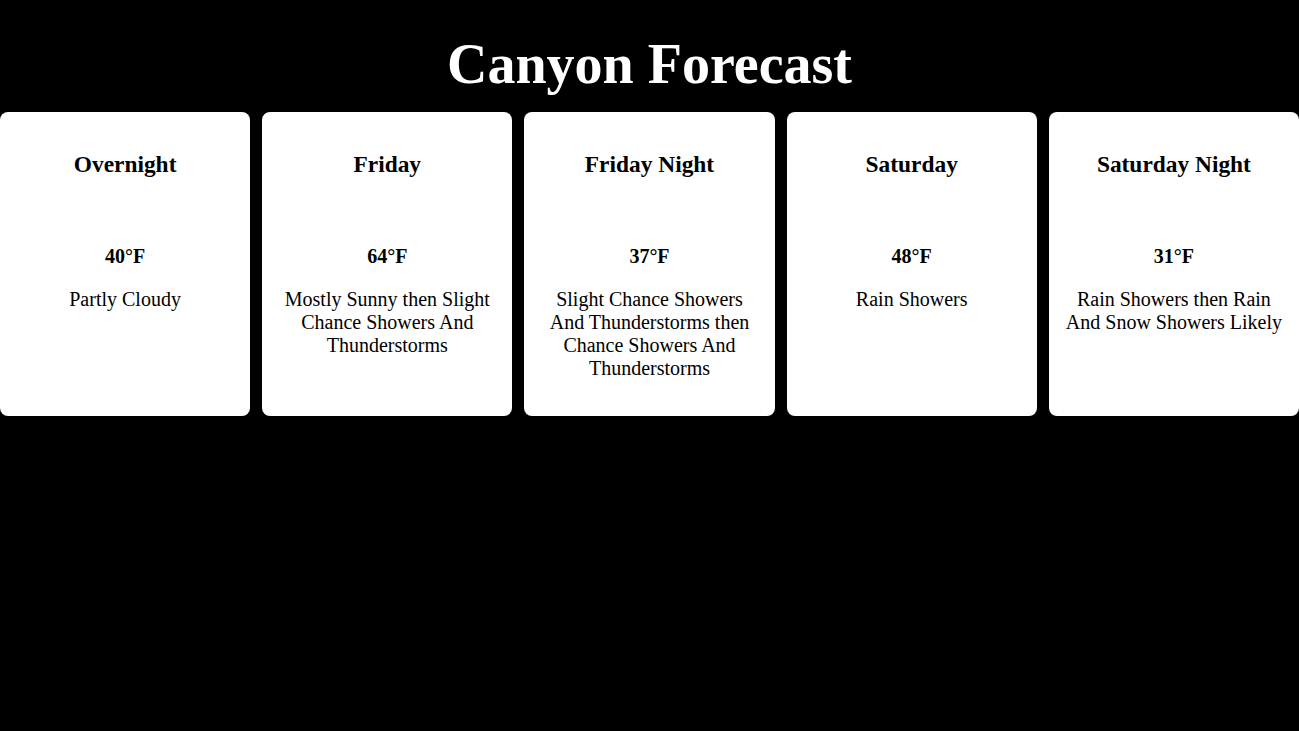 Canyon Forecast
Overnight
40°F
Partly Cloudy
Friday
64°F
Mostly Sunny then Slight
Chance Showers And
Thunderstorms
Friday Night
37°F
Slight Chance Showers
And Thunderstorms then
Chance Showers And
Thunderstorms
Saturday
48°F
Rain Showers
Saturday Night
31°F
Rain Showers then Rain
And Snow Showers Likely